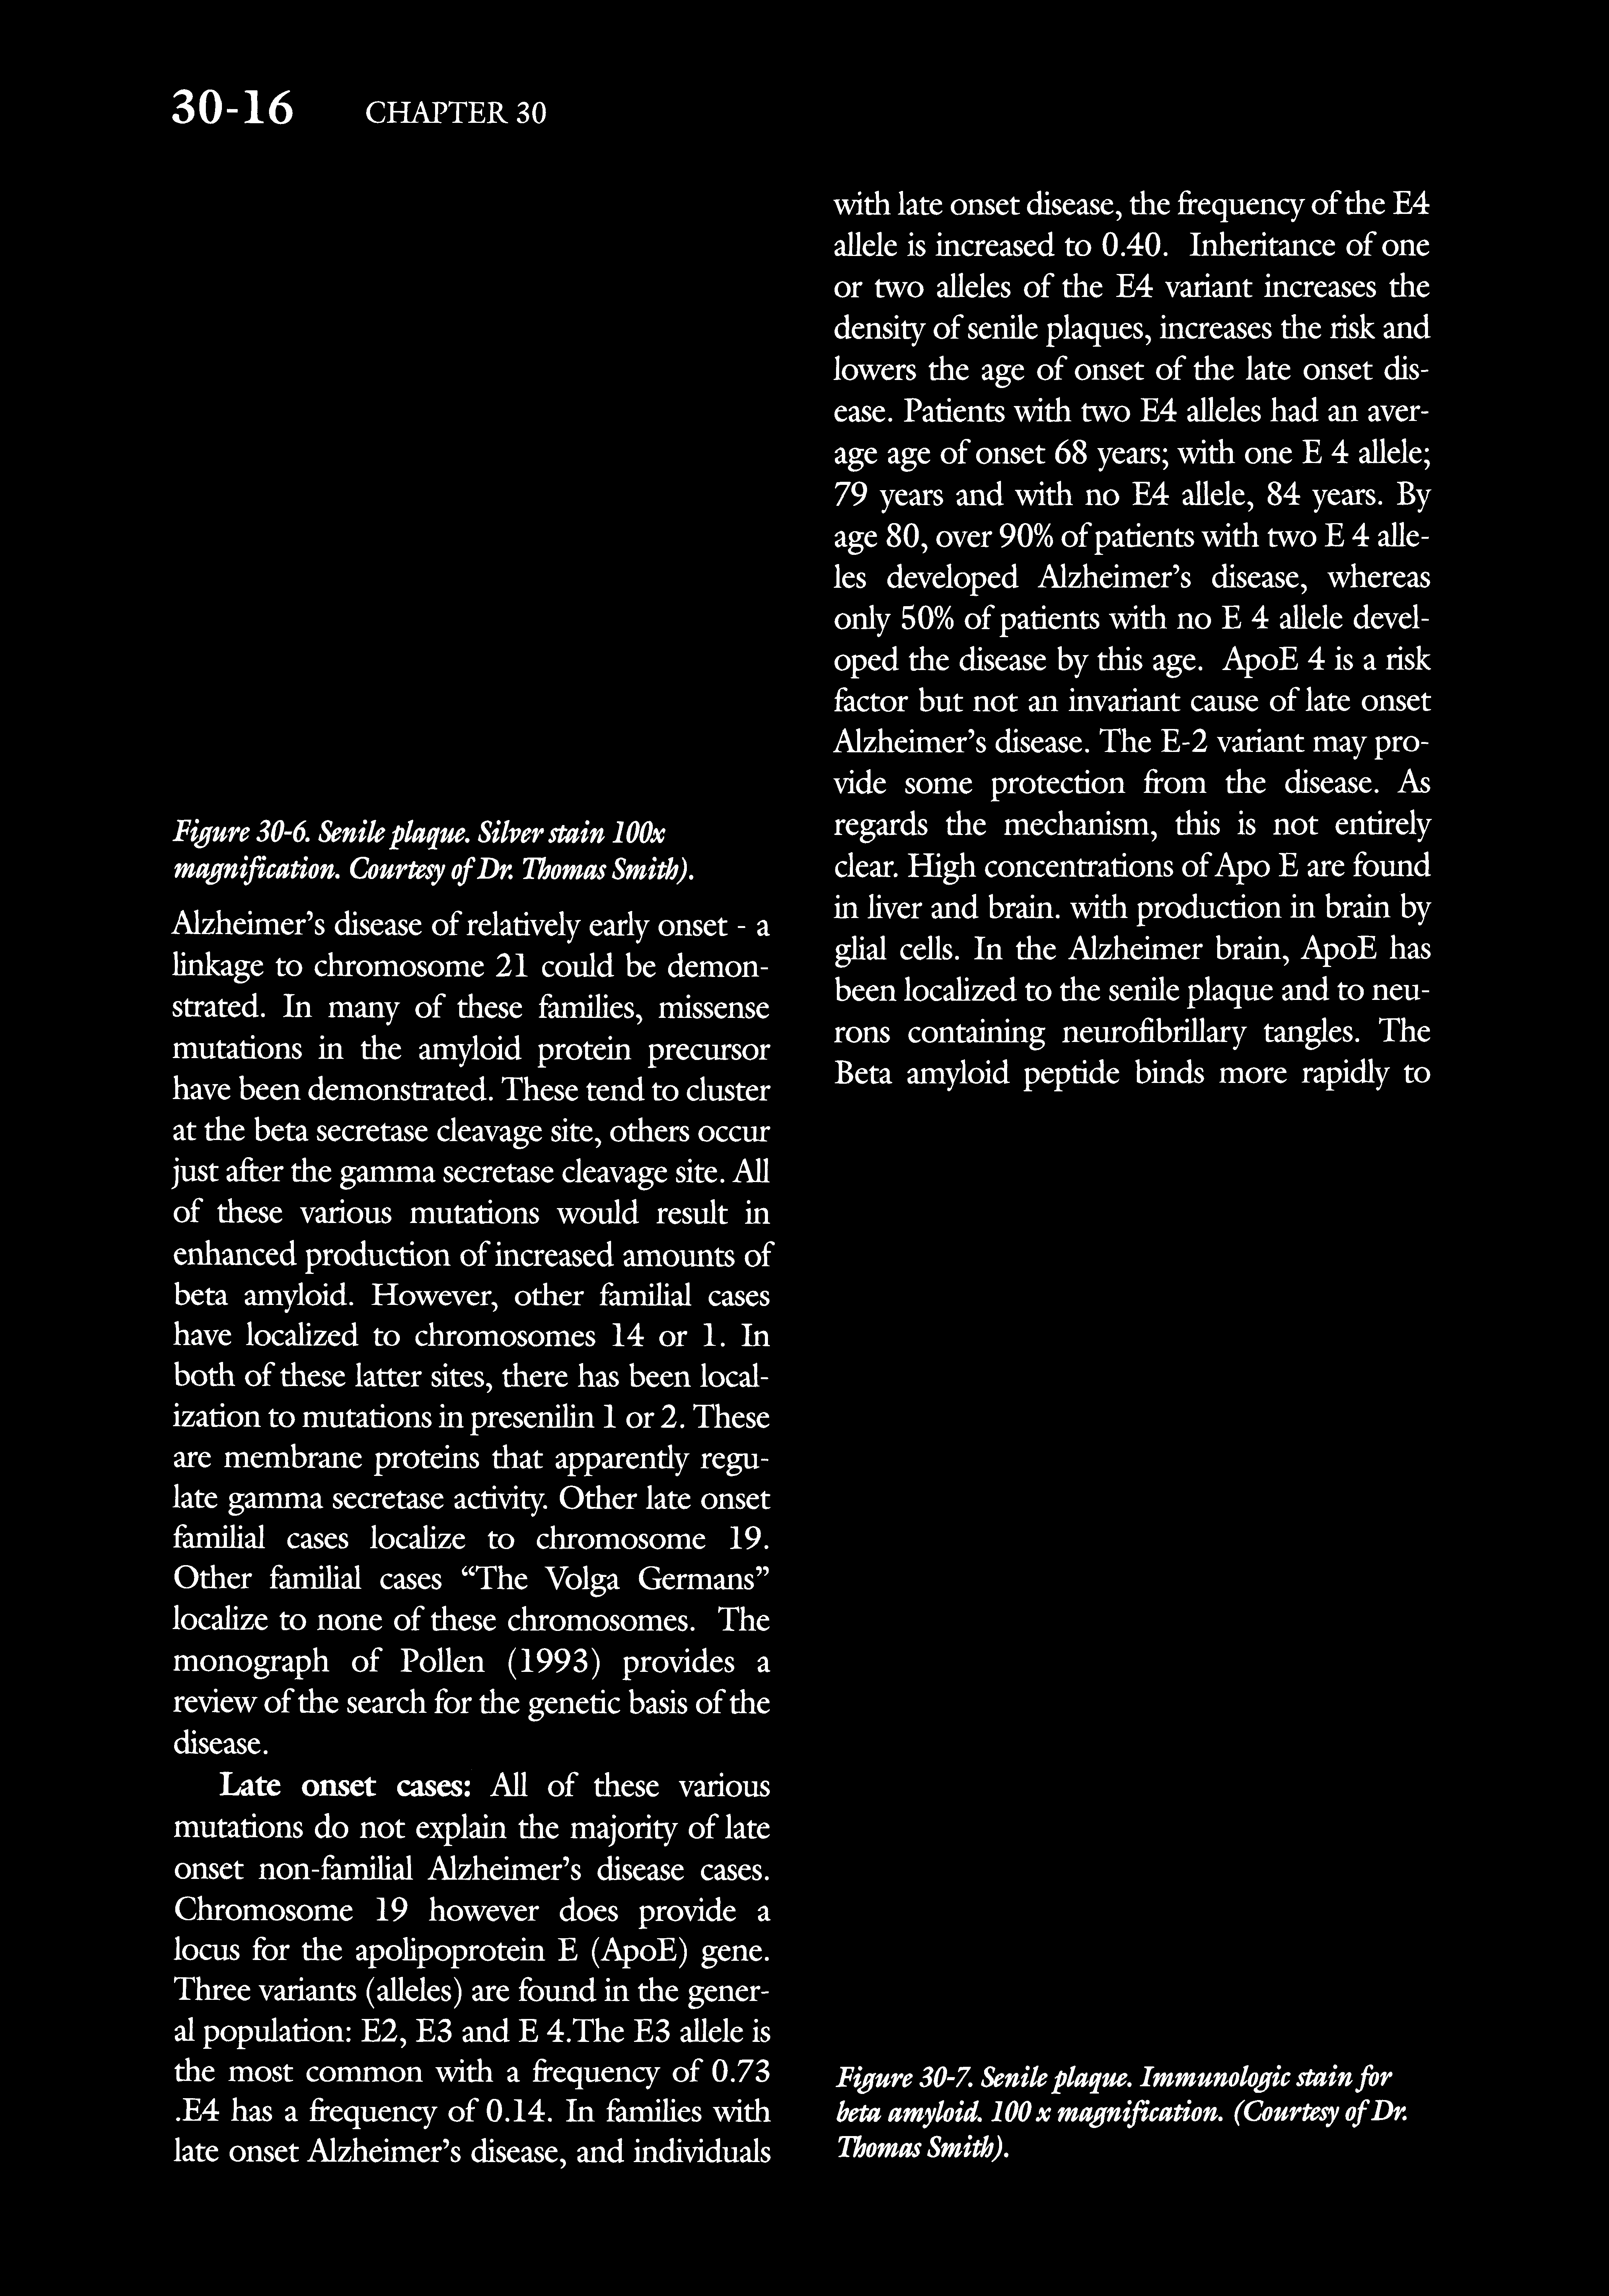 30-16 CHAPTER 30
Figure 30-6. Senile plaque. Silver stain 100x
magnification. Courtesy of Dr. Thomas Smith).
Alzheimer’s disease of relatively early onset - a
linkage to chromosome 21 could be demon-
strated. In many of these families, missense
mutations in the amyloid protein precursor
have been demonstrated. These tend to cluster
at the beta secretase cleavage site, others occur
just after the gamma secretase cleavage site. All
of these various mutations would result in
enhanced production of increased amounts of
beta amyloid. However, other familial cases
have localized to chromosomes 14 or 1. In
both of these latter sites, there has been local-
ization to mutations in presenilin 1 or 2. These
are membrane proteins that apparently regu-
late gamma secretase activity. Other late onset
familial cases localize to chromosome 19.
Other familial cases “The Volga Germans”
localize to none of these chromosomes. The
monograph of Pollen (1993) provides a
review of the search for the genetic basis of the
disease.
Late onset cases: All of these various
mutations do not explain the majority of late
onset non-familial Alzheimer’s disease cases.
Chromosome 19 however does provide a
locus for the apolipoprotein E (ApoE) gene.
Three variants (alleles) are found in the gener-
al population: E2, E3 and E 4.The E3 allele is
the most common with a frequency of 0.73
.E4 has a frequency of 0.14. In families with
late onset Alzheimer’s disease, and individuals
with late onset disease, the frequency of the E4
allele is increased to 0.40. Inheritance of one
or two alleles of the E4 variant increases the
density of senile plaques, increases the risk and
lowers the age of onset of the late onset dis-
ease. Patients with two E4 alleles had an aver-
age age of onset 68 years; with one E 4 allele;
79 years and with no E4 allele, 84 years. By
age 80, over 90% of patients with two E 4 alle-
les developed Alzheimer’s disease, whereas
only 50% of patients with no E 4 allele devel-
oped the disease by this age. ApoE 4 is a risk
factor but not an invariant cause of late onset
Alzheimer’s disease. The E-2 variant may pro-
vide some protection from the disease. As
regards the mechanism, this is not entirely
clear. High concentrations of Apo E are found
in liver and brain. with production in brain by
glial cells. In the Alzheimer brain, ApoE has
been localized to the senile plaque and to neu-
rons containing neurofibrillary tangles. The
Beta amyloid peptide binds more rapidly to
Figure 30-7. Senile plaque. Immunologic stain for
beta amyloid. 100 x magnification. (Courtesy of Dr.
Thomas Smith).